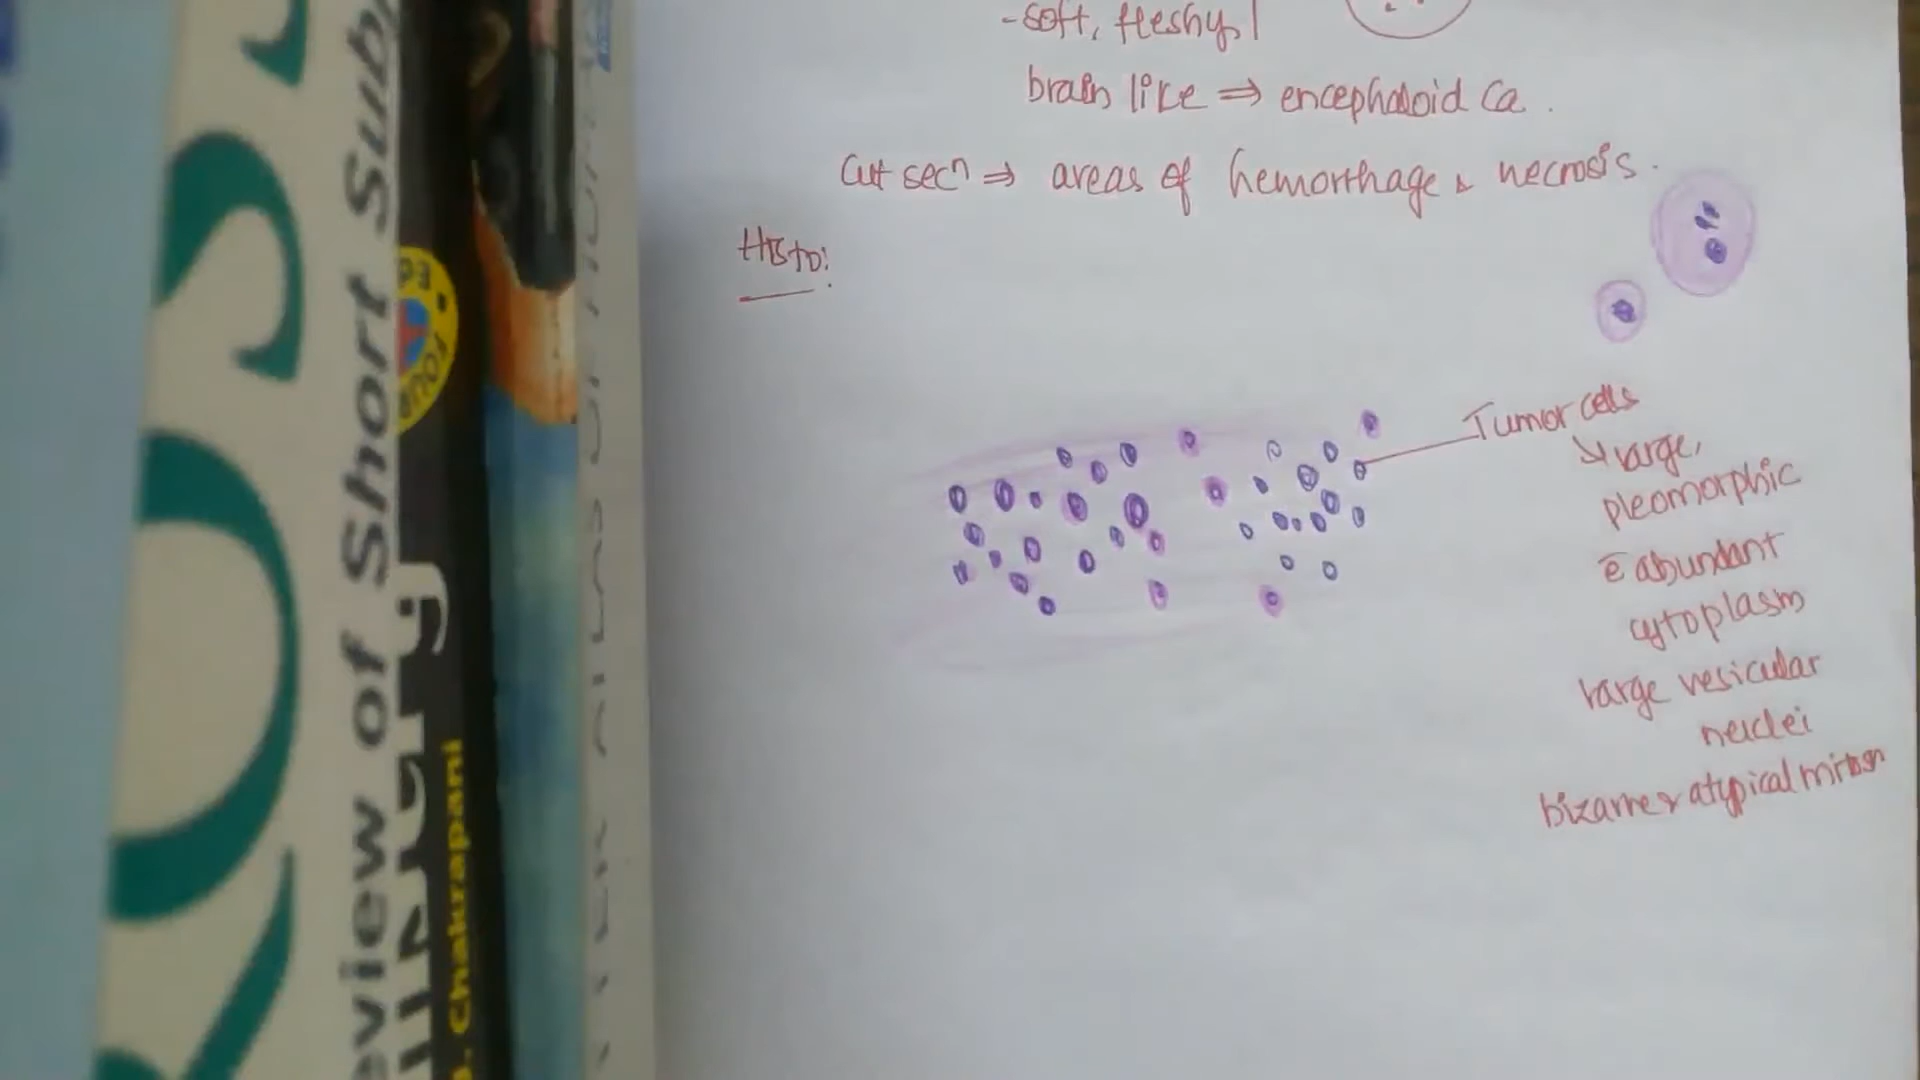 -soft, fleshy,
brain like ⇒ encephaloid Ca.
Cut secⁿ ⇒ areas of hemorrhage & necrosis.
Histo:
Tumor cells
↘ large,
pleomorphic
c̄ abundant
cytoplasm
large vesicular
nuclei
bizarre & atypical
eview of Short Sub
FOUR
. Chakrapani